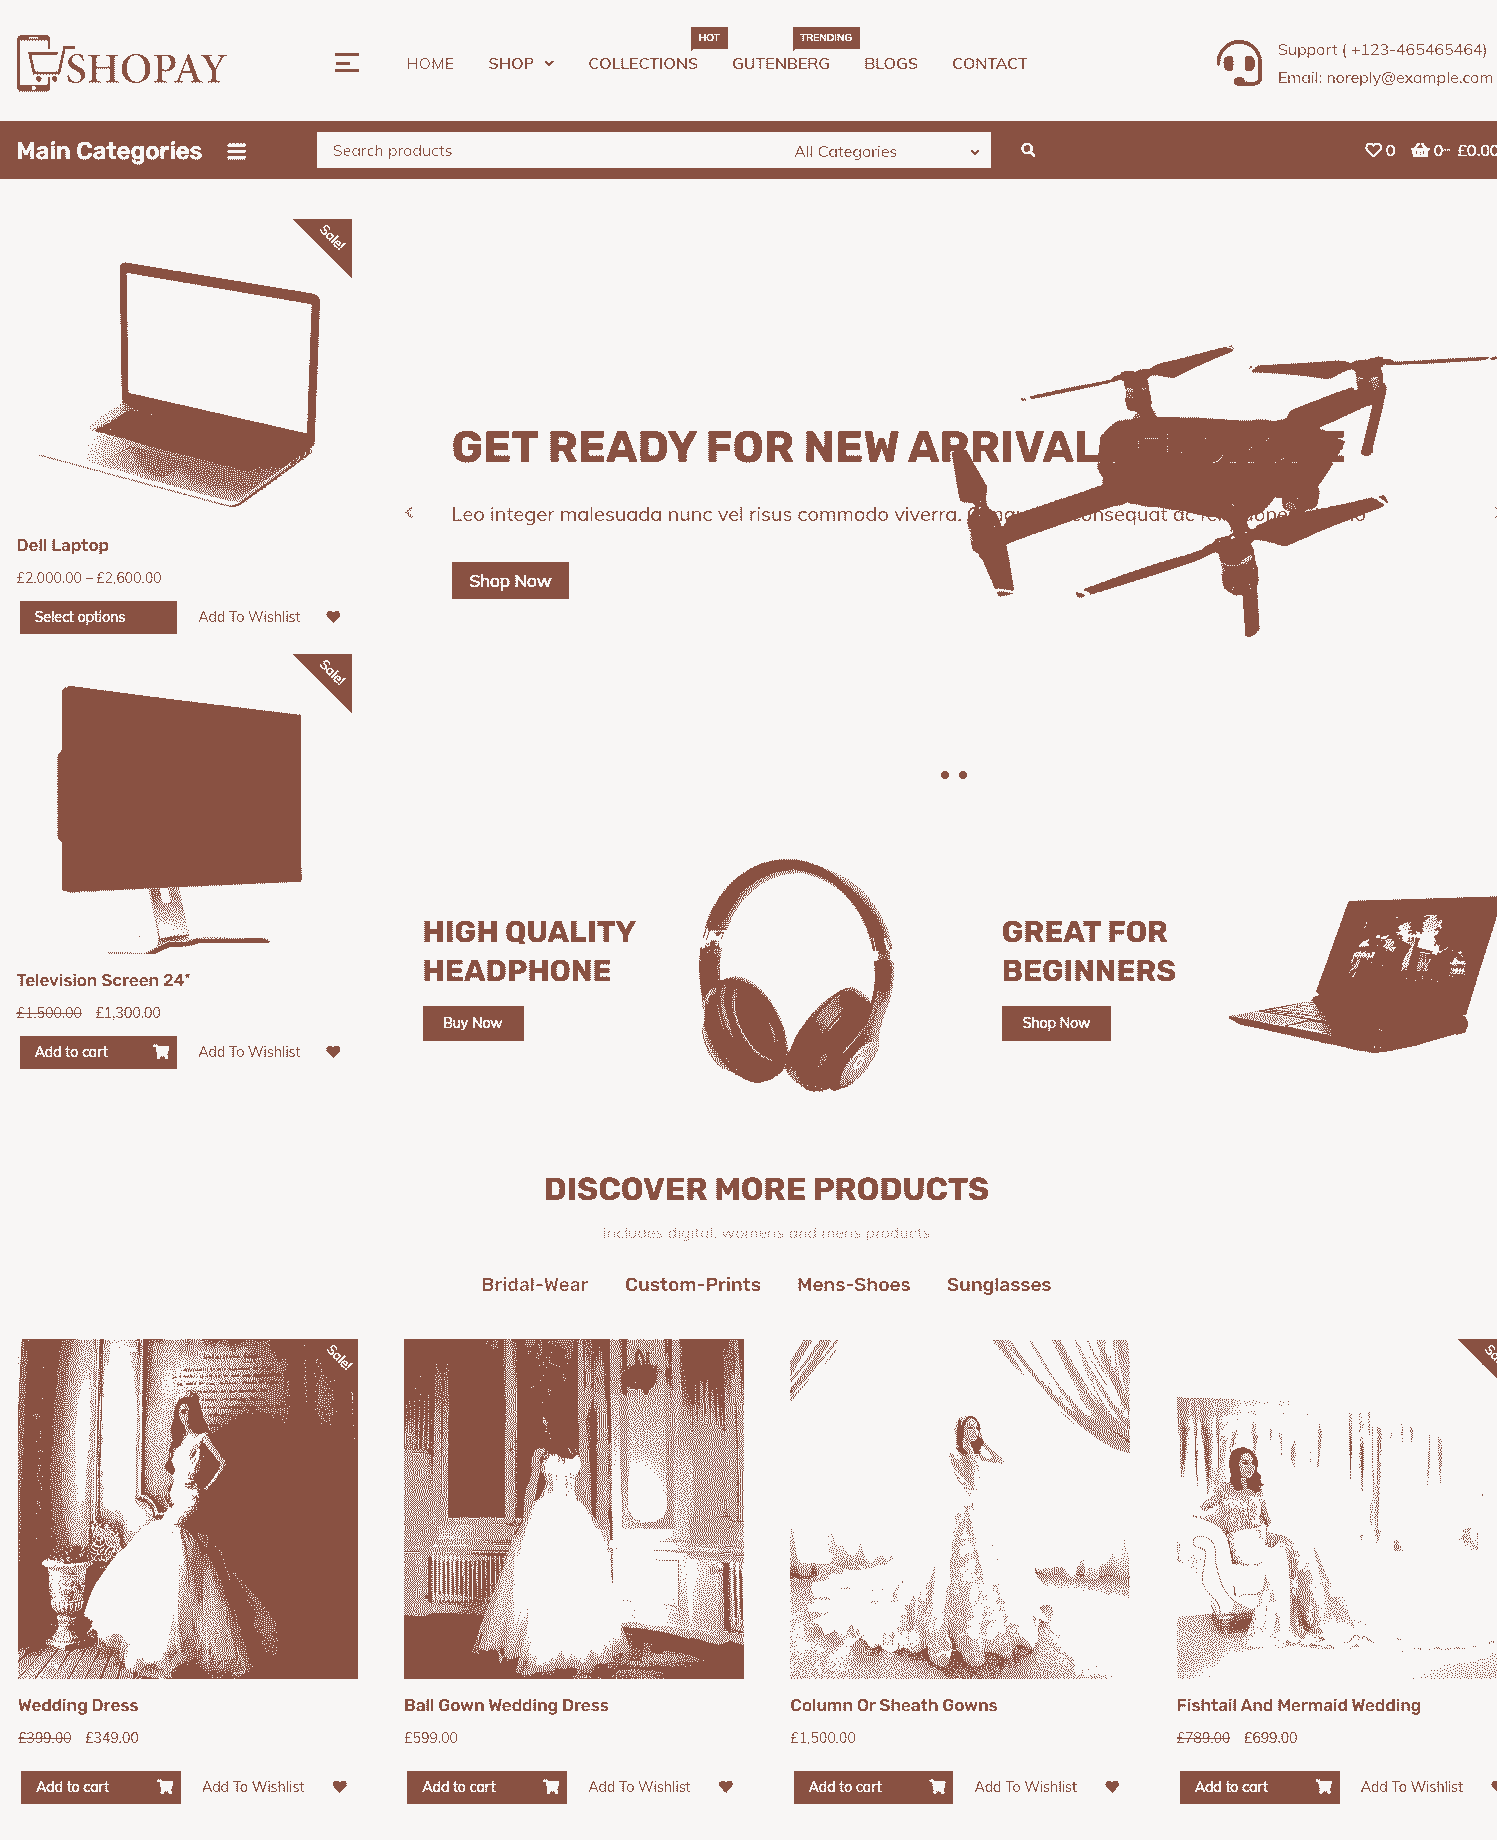 SHOPAY
HOME SHOP COLLECTIONS HOT GUTENBERG TRENDING BLOGS CONTACT
Support ( +123-465465464)
Email: noreply@example.com
Main Categories
Search products All Categories
0 0 £0.00
Sale!
Dell Laptop
£2,000.00 – £2,600.00
Select options Add To Wishlist
Sale!
Television Screen 24"
£1,500.00 £1,300.00
Add to cart Add To Wishlist
GET READY FOR NEW ARRIVAL
Leo integer malesuada nunc vel risus commodo viverra.
Shop Now
HIGH QUALITY
HEADPHONE
Buy Now
GREAT FOR
BEGINNERS
Shop Now
DISCOVER MORE PRODUCTS
Includes digital, womens and mens products
Bridal-Wear Custom-Prints Mens-Shoes Sunglasses
Sale!
Wedding Dress
£399.00 £349.00
Add to cart Add To Wishlist
Ball Gown Wedding Dress
£599.00
Add to cart Add To Wishlist
Column Or Sheath Gowns
£1,500.00
Add to cart Add To Wishlist
Fishtail And Mermaid Wedding
£789.00 £699.00
Add to cart Add To Wishlist